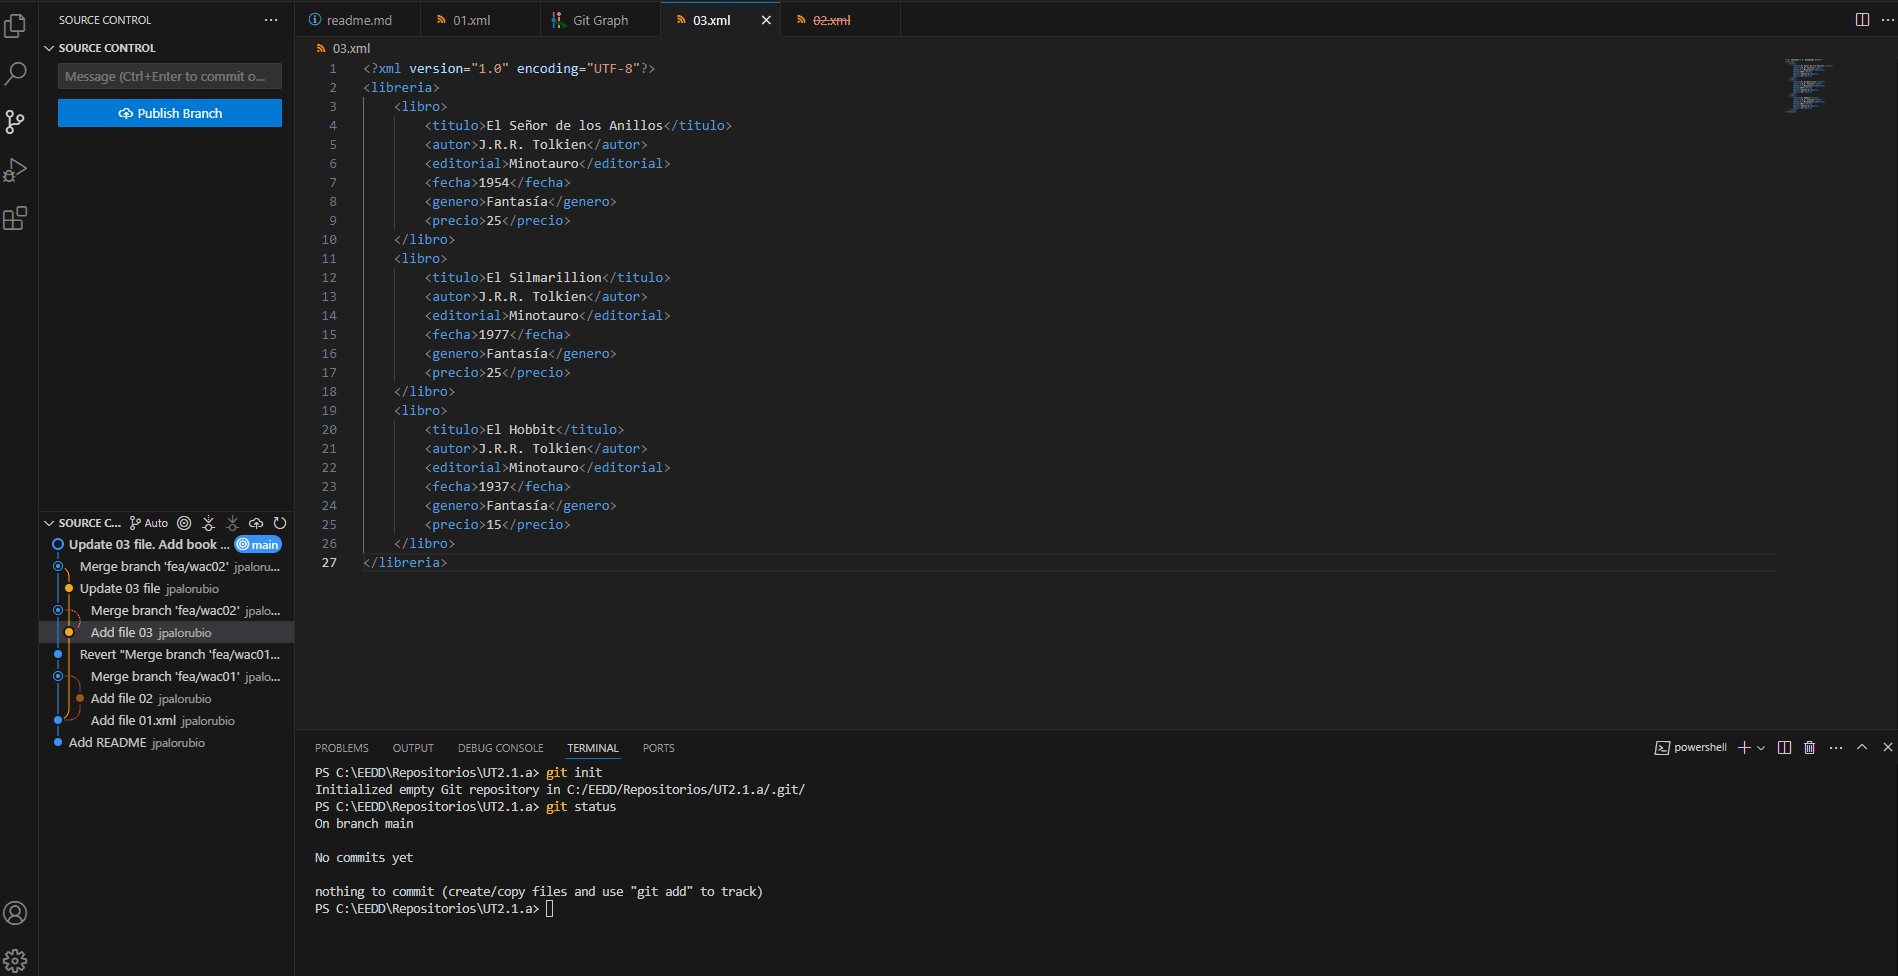 SOURCE CONTROL
SOURCE CONTROL
Message (Ctrl+Enter to commit o...
Publish Branch
readme.md
01.xml
Git Graph
03.xml
02.xml
03.xml
1 <?xml version="1.0" encoding="UTF-8"?>
2 <libreria>
3 <libro>
4 <titulo>El Señor de los Anillos</titulo>
5 <autor>J.R.R. Tolkien</autor>
6 <editorial>Minotauro</editorial>
7 <fecha>1954</fecha>
8 <genero>Fantasía</genero>
9 <precio>25</precio>
10 </libro>
11 <libro>
12 <titulo>El Silmarillion</titulo>
13 <autor>J.R.R. Tolkien</autor>
14 <editorial>Minotauro</editorial>
15 <fecha>1977</fecha>
16 <genero>Fantasía</genero>
17 <precio>25</precio>
18 </libro>
19 <libro>
20 <titulo>El Hobbit</titulo>
21 <autor>J.R.R. Tolkien</autor>
22 <editorial>Minotauro</editorial>
23 <fecha>1937</fecha>
24 <genero>Fantasía</genero>
25 <precio>15</precio>
26 </libro>
27 </libreria>
SOURCE C... Auto
Update 03 file. Add book ... main
Merge branch 'fea/wac02' jpaloru...
Update 03 file jpalorubio
Merge branch 'fea/wac02' jpalo...
Add file 03 jpalorubio
Revert "Merge branch 'fea/wac01...
Merge branch 'fea/wac01' jpalo...
Add file 02 jpalorubio
Add file 01.xml jpalorubio
Add README jpalorubio
PROBLEMS OUTPUT DEBUG CONSOLE TERMINAL PORTS
powershell
PS C:\EEDD\Repositorios\UT2.1.a> git init
Initialized empty Git repository in C:/EEDD/Repositorios/UT2.1.a/.git/
PS C:\EEDD\Repositorios\UT2.1.a> git status
On branch main
No commits yet
nothing to commit (create/copy files and use "git add" to track)
PS C:\EEDD\Repositorios\UT2.1.a>